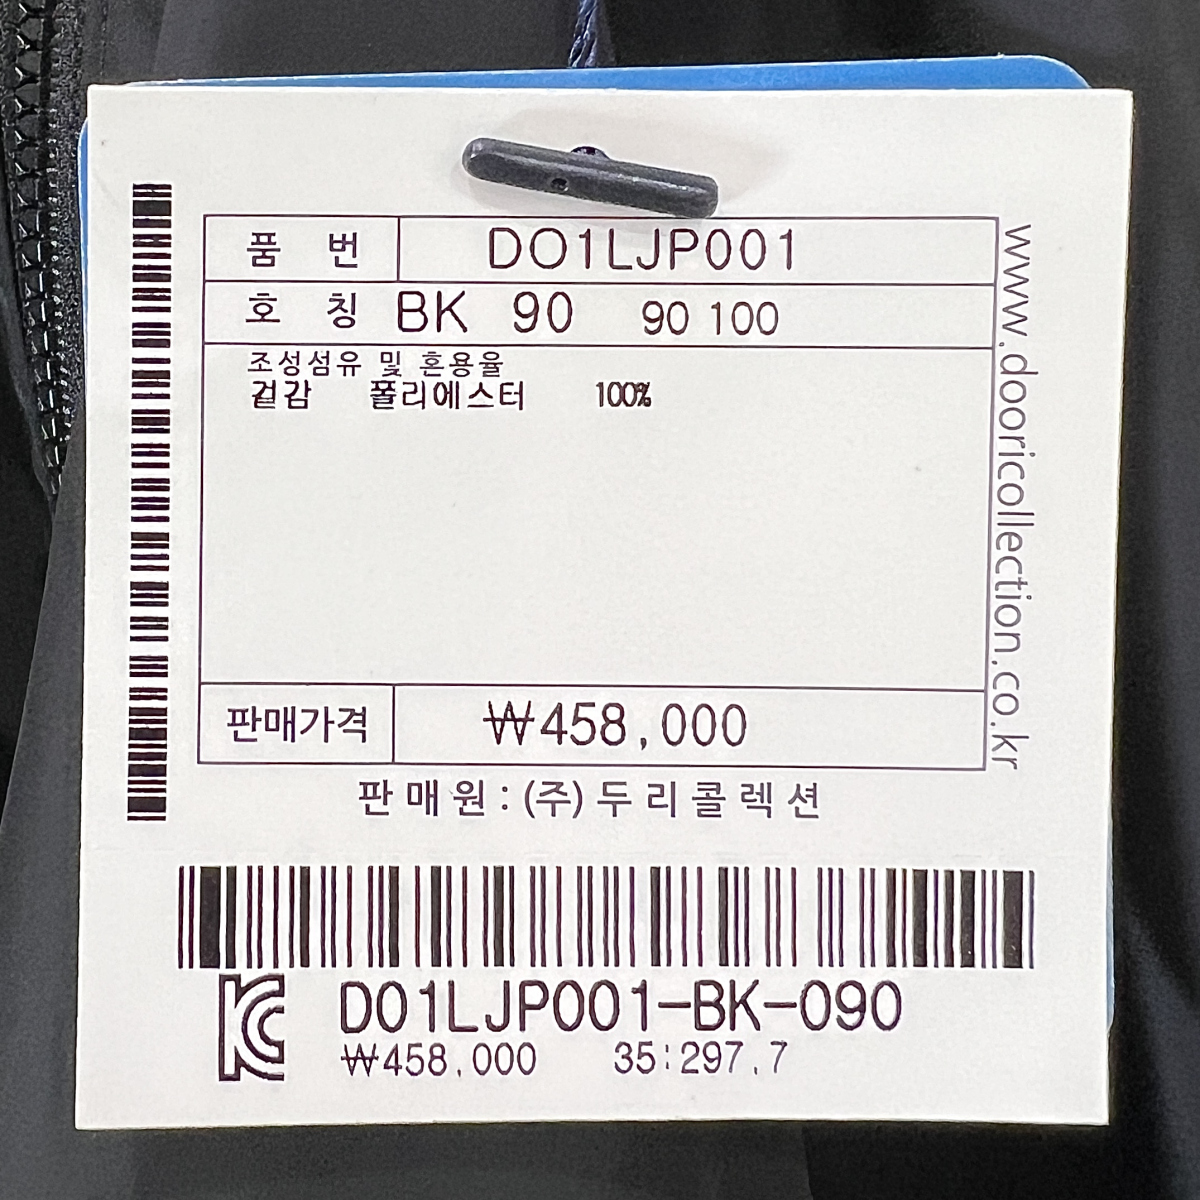 품 번 DO1LJP001
호 칭 BK 90 90 100
조성섬유 및 혼용율
겉감 폴리에스터 100%
판매가격 ₩458,000
판매원:(주)두리콜렉션
www.dooricollection.co.kr
KC D01LJP001-BK-090
₩458,000 35:297.7